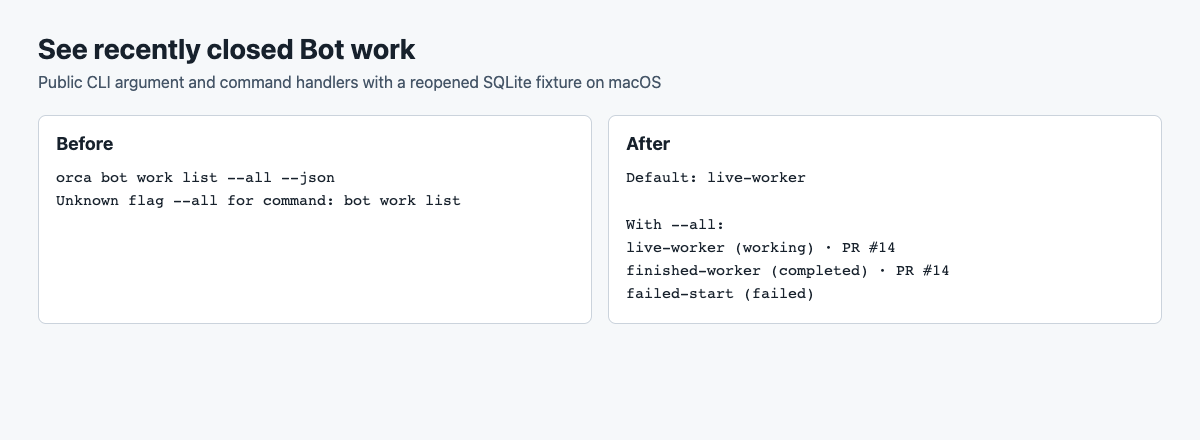 See recently closed Bot work
Public CLI argument and command handlers with a reopened SQLite fixture on macOS
Before
orca bot work list --all --json
Unknown flag --all for command: bot work list
After
Default: live-worker
With --all:
live-worker (working) · PR #14
finished-worker (completed) · PR #14
failed-start (failed)